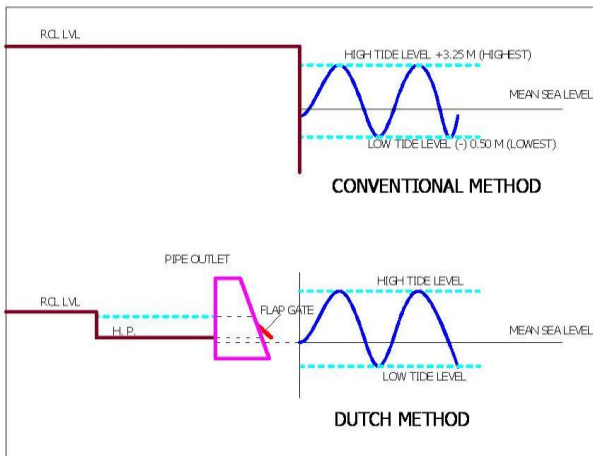 RCL LVL
HIGH TIDE LEVEL +3.25 M (HIGHEST)
MEAN SEA LEVEL
LOW TIDE LEVEL (-) 0.50 M (LOWEST)
CONVENTIONAL METHOD
PIPE OUTLET
RCL LVL
FLAP GATE
HIGH TIDE LEVEL
H. P.
MEAN SEA LEVEL
LOW TIDE LEVEL
DUTCH METHOD